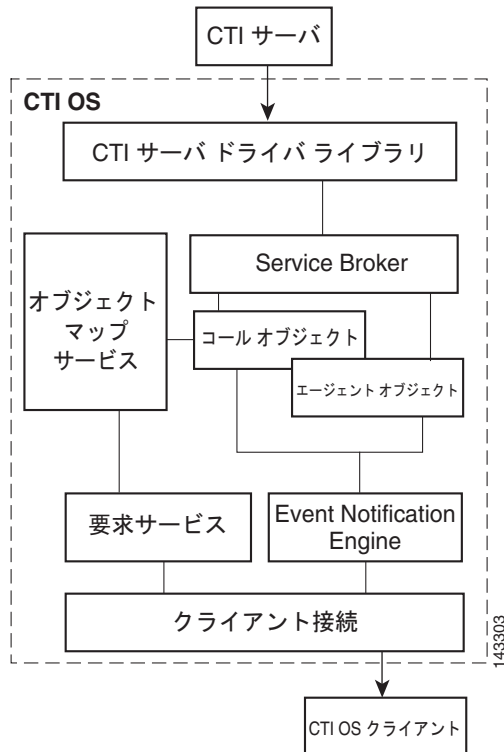 CTI サーバ
CTI OS
CTI サーバ ドライバ ライブラリ
Service Broker
オブジェクト
マップ
サービス
コール オブジェクト
エージェント オブジェクト
要求サービス
Event Notification
Engine
クライアント接続
143303
CTI OS クライアント